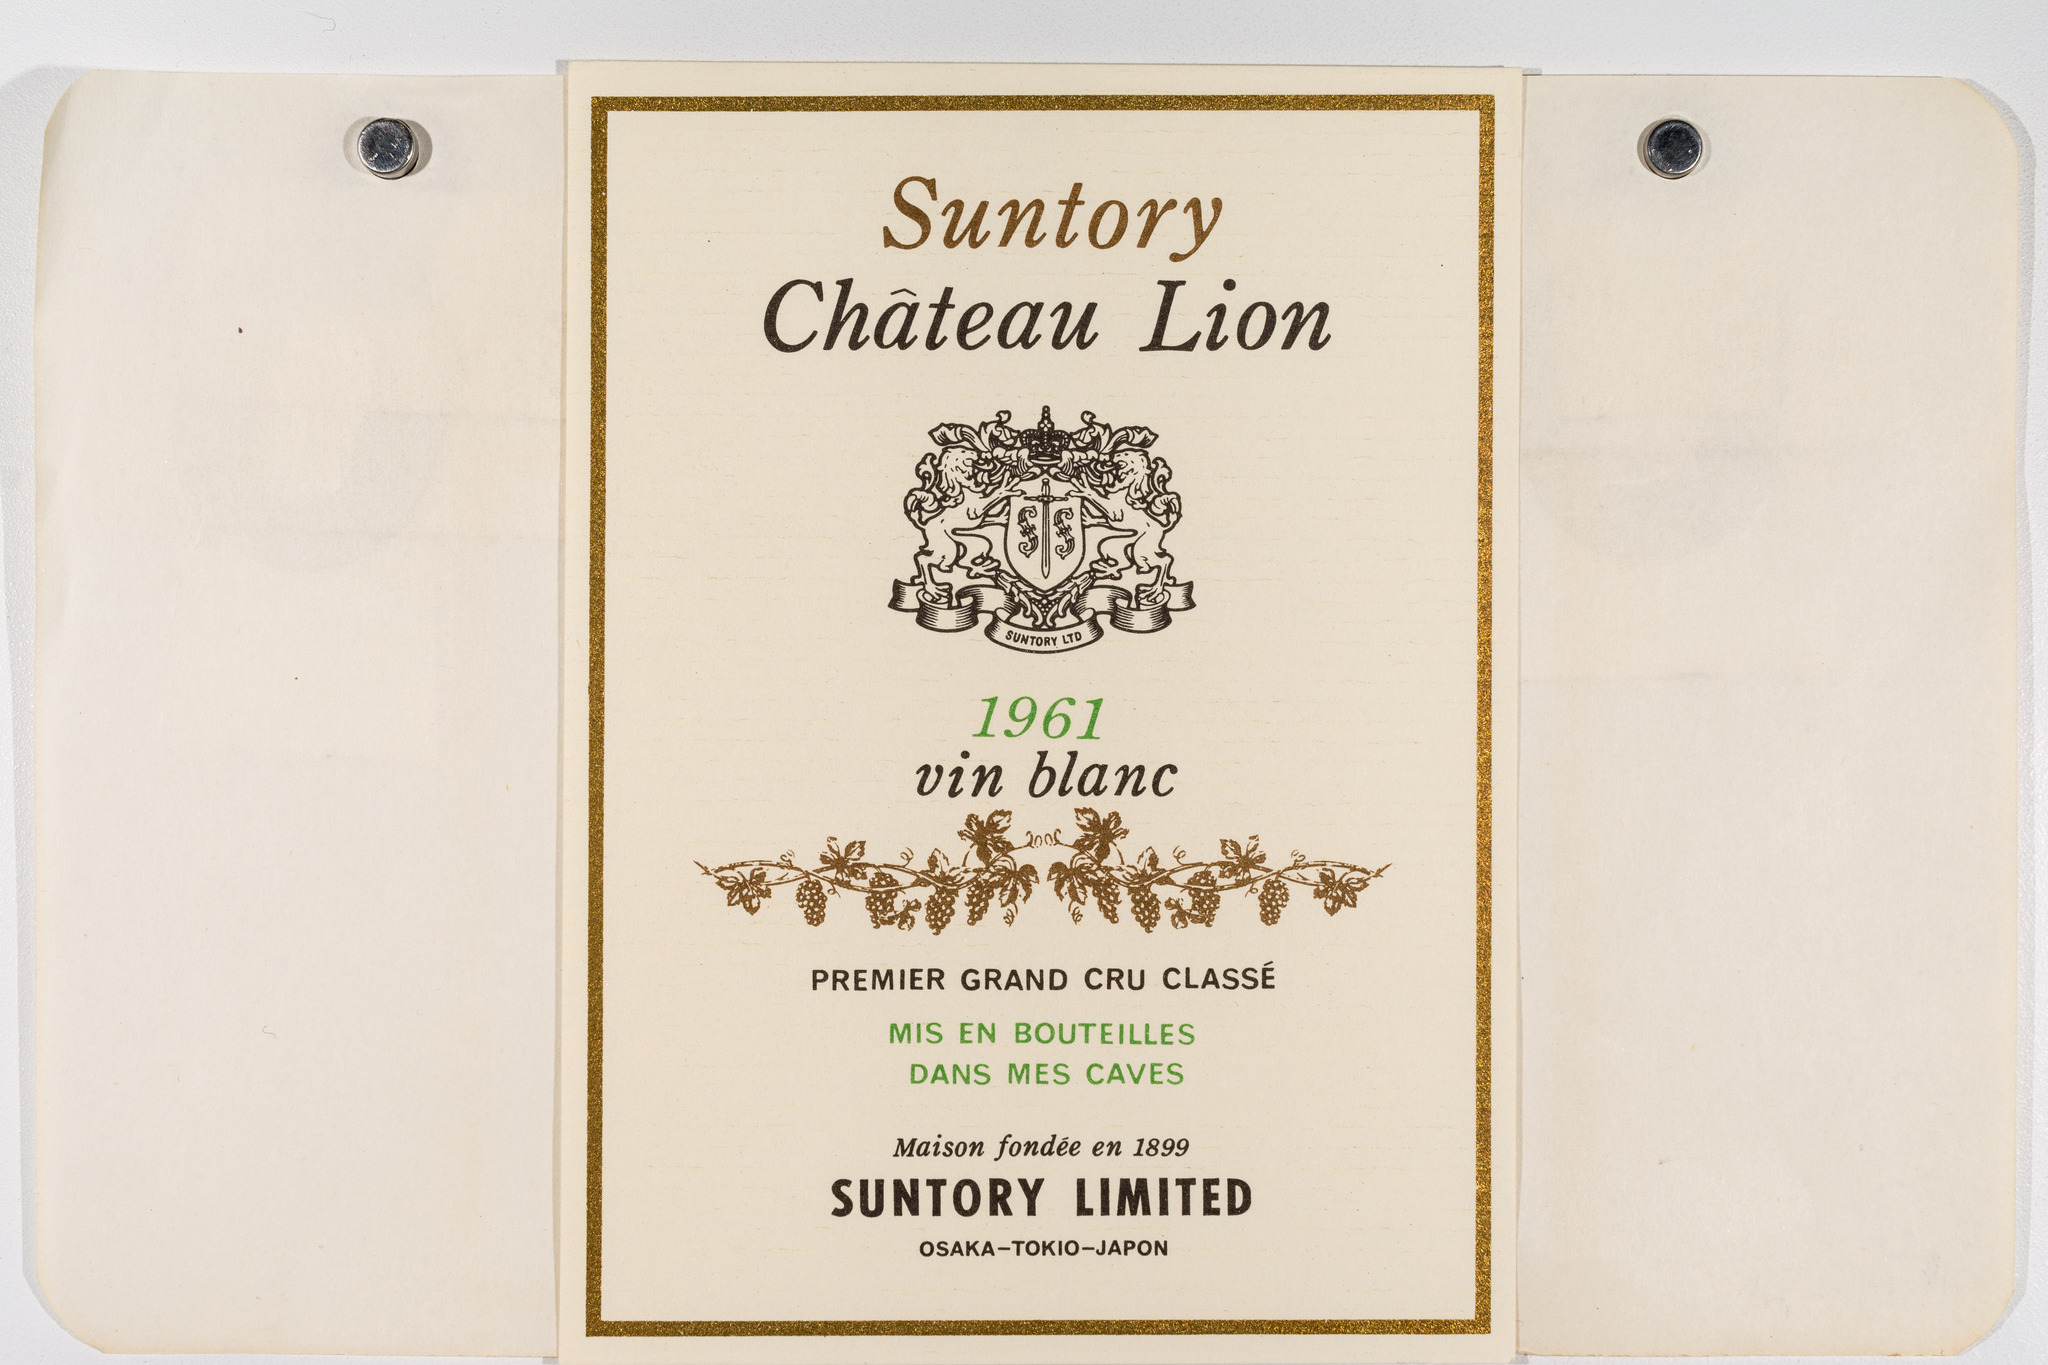 Suntory
Château Lion
SUNTORY LTD
1961
vin blanc
PREMIER GRAND CRU CLASSÉ
MIS EN BOUTEILLES
DANS MES CAVES
Maison fondée en 1899
SUNTORY LIMITED
OSAKA–TOKIO–JAPON